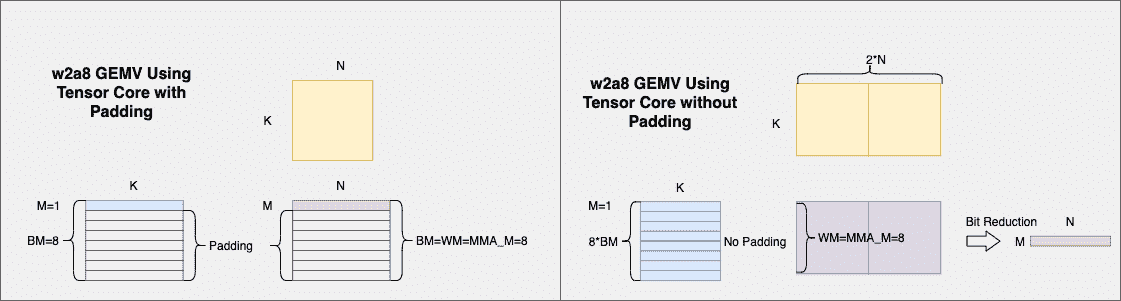 w2a8 GEMV Using
Tensor Core with
Padding
N
K
K
N
M=1
BM=8
Padding
M
BM=WM=MMA_M=8
w2a8 GEMV Using
Tensor Core without
Padding
2*N
K
K
M=1
8*BM
No Padding
WM=MMA_M=8
Bit Reduction
N
M